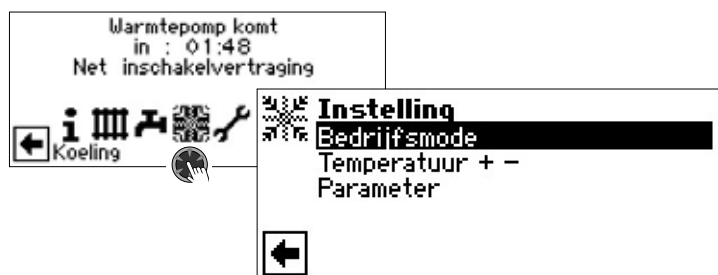 Warmtepomp komt
in : 01:48
Net inschakelvertraging
Koeling
Instelling
Bedrijfsmode
Temperatuur + −
Parameter